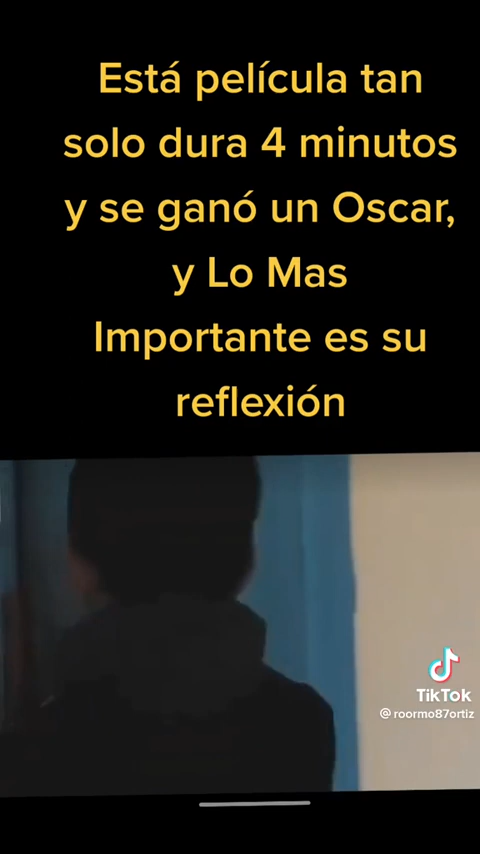 Está película tan
solo dura 4 minutos
y se ganó un Oscar,
y Lo Mas
Importante es su
reflexión
TikTok
@roormo87ortiz